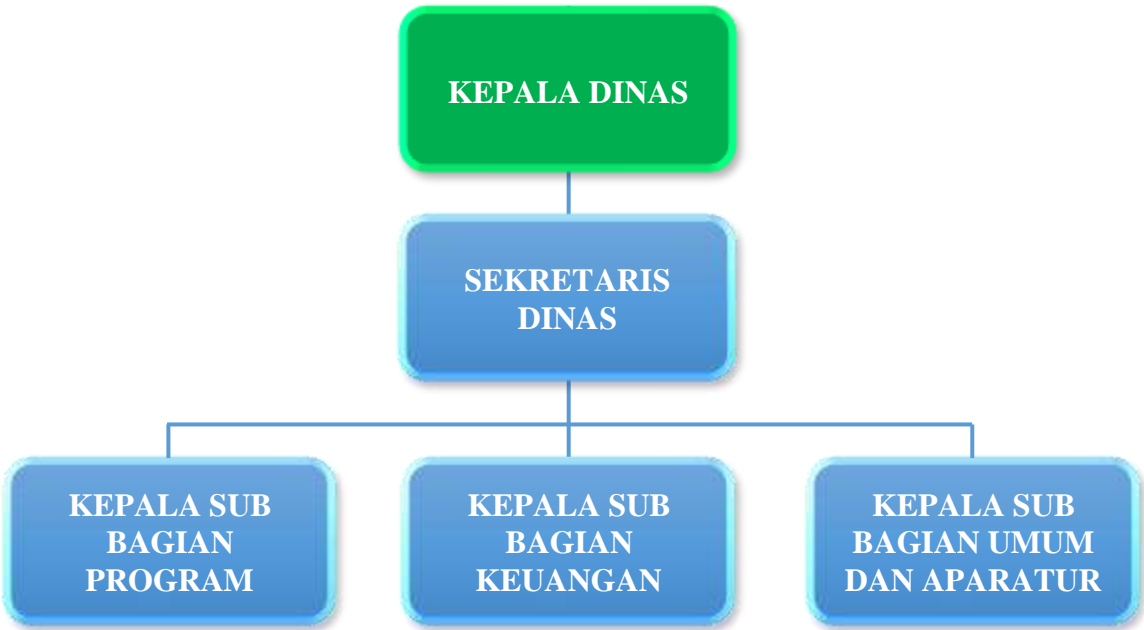 KEPALA DINAS
SEKRETARIS
DINAS
KEPALA SUB
BAGIAN
PROGRAM
KEPALA SUB
BAGIAN
KEUANGAN
KEPALA SUB
BAGIAN UMUM
DAN APARATUR